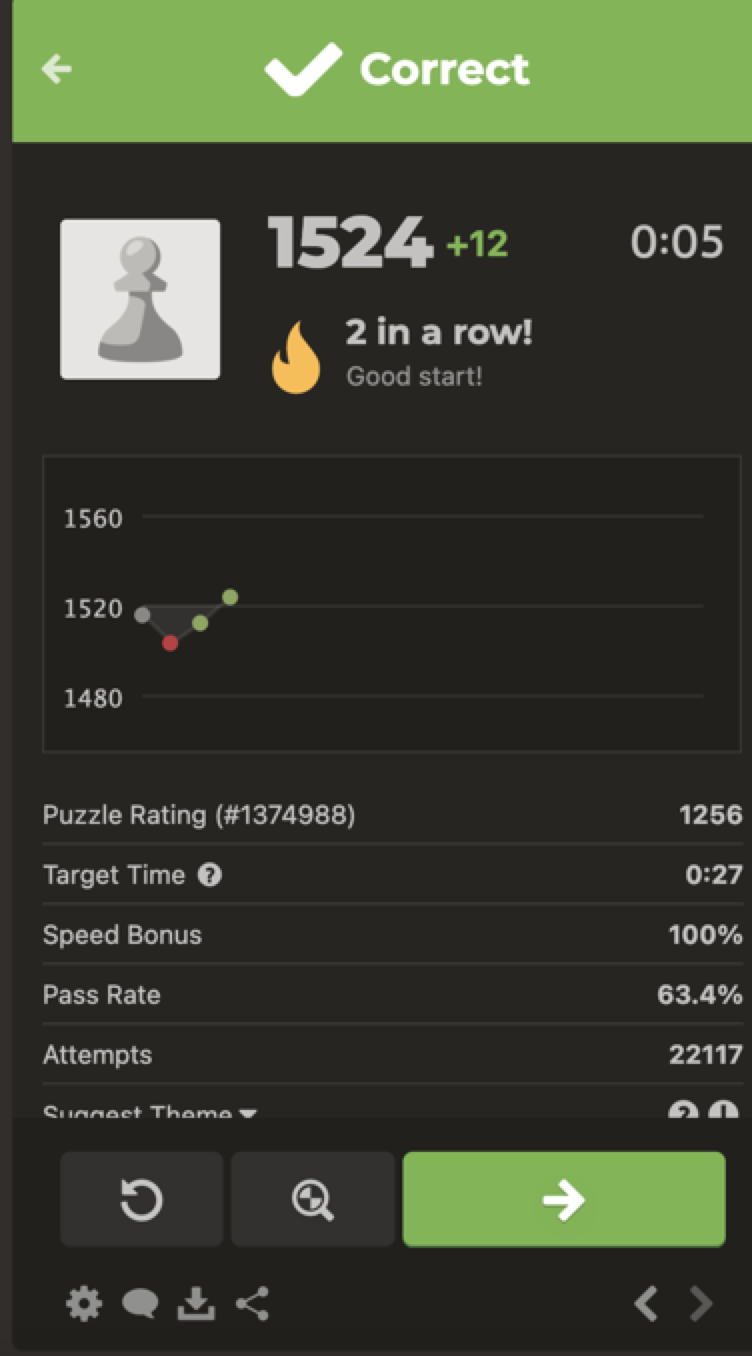 Correct
1524 +12 0:05
2 in a row!
Good start!
1560
1520
1480
Puzzle Rating (#1374988) 1256
Target Time ? 0:27
Speed Bonus 100%
Pass Rate 63.4%
Attempts 22117
Suggest Theme